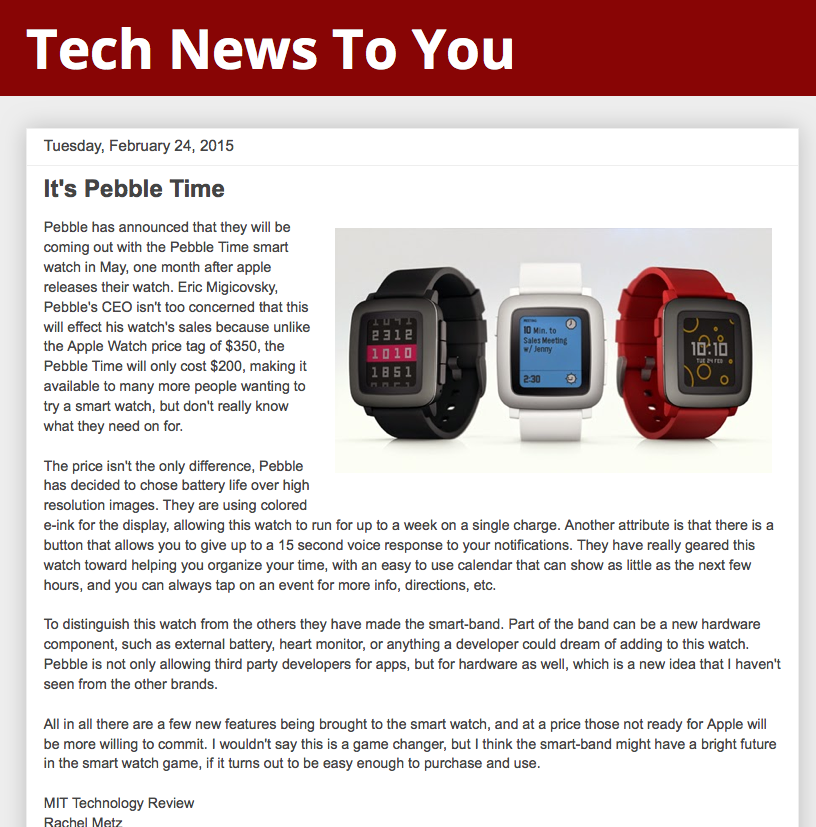 Tech News To You
Tuesday, February 24, 2015
It's Pebble Time
Pebble has announced that they will be
coming out with the Pebble Time smart
watch in May, one month after apple
releases their watch. Eric Migicovsky,
Pebble's CEO isn't too concerned that this
will effect his watch's sales because unlike
the Apple Watch price tag of $350, the
Pebble Time will only cost $200, making it
available to many more people wanting to
try a smart watch, but don't really know
what they need on for.
2312
1010
1851
MEETING
10 Min. to
Sales Meeting
w/ Jenny
2:30
10:10
TUE 24 FEB
The price isn't the only difference, Pebble
has decided to chose battery life over high
resolution images. They are using colored
e-ink for the display, allowing this watch to run for up to a week on a single charge. Another attribute is that there is a
button that allows you to give up to a 15 second voice response to your notifications. They have really geared this
watch toward helping you organize your time, with an easy to use calendar that can show as little as the next few
hours, and you can always tap on an event for more info, directions, etc.
To distinguish this watch from the others they have made the smart-band. Part of the band can be a new hardware
component, such as external battery, heart monitor, or anything a developer could dream of adding to this watch.
Pebble is not only allowing third party developers for apps, but for hardware as well, which is a new idea that I haven't
seen from the other brands.
All in all there are a few new features being brought to the smart watch, and at a price those not ready for Apple will
be more willing to commit. I wouldn't say this is a game changer, but I think the smart-band might have a bright future
in the smart watch game, if it turns out to be easy enough to purchase and use.
MIT Technology Review
Rachel Metz